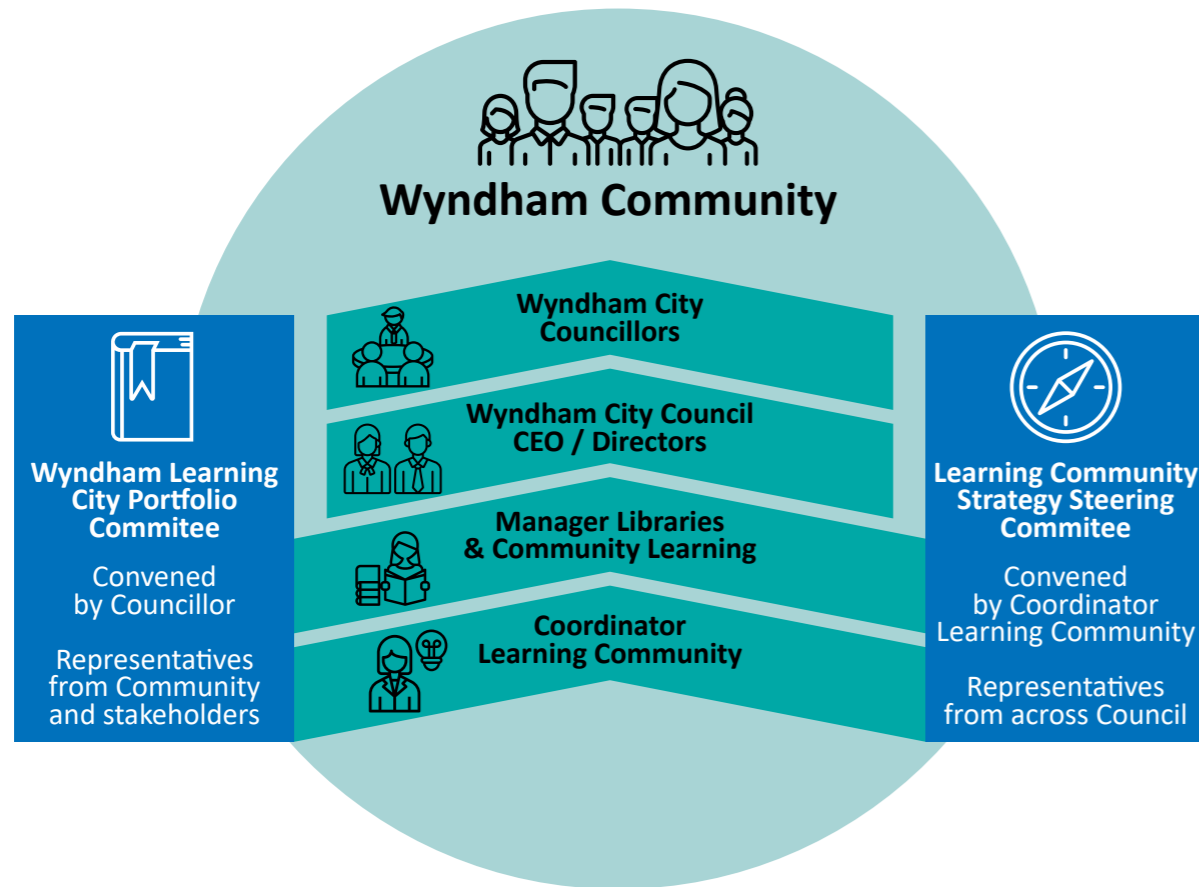 Wyndham Community
Wyndham City
Councillors
Wyndham City Council
CEO / Directors
Manager Libraries
& Community Learning
Coordinator
Learning Community
Wyndham Learning
City Portfolio
Commitee
Convened
by Councillor
Representatives
from Community
and stakeholders
Learning Community
Strategy Steering
Commitee
Convened
by Coordinator
Learning Community
Representatives
from across Council